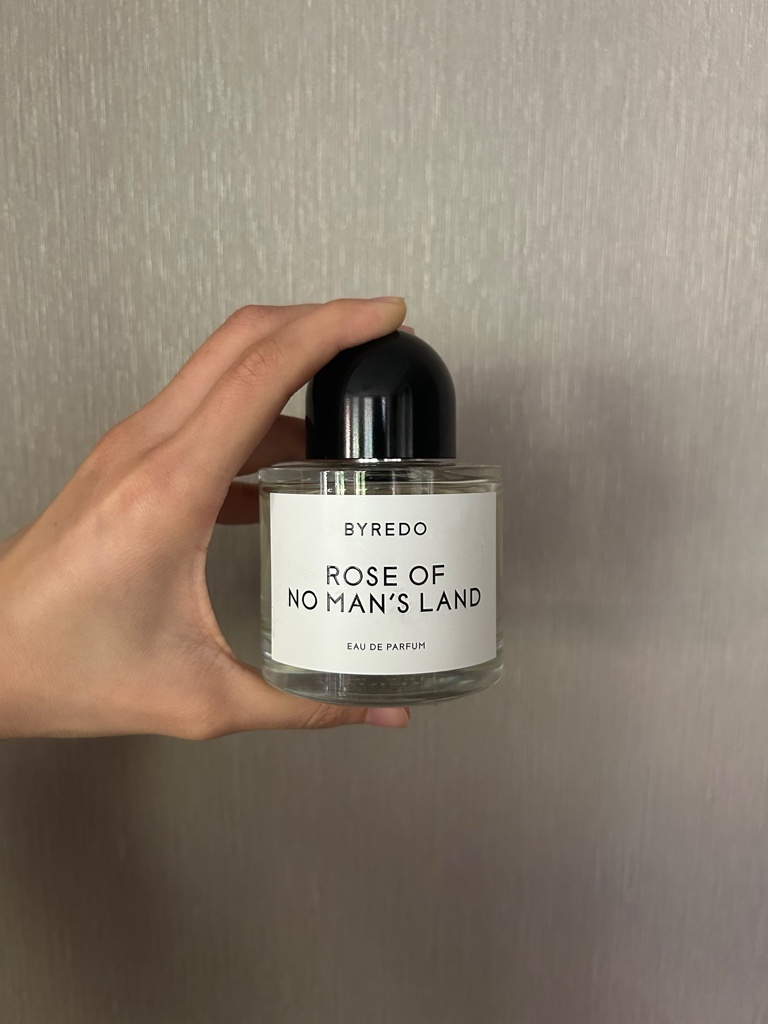 BYREDO
ROSE OF
NO MAN'S LAND
EAU DE PARFUM